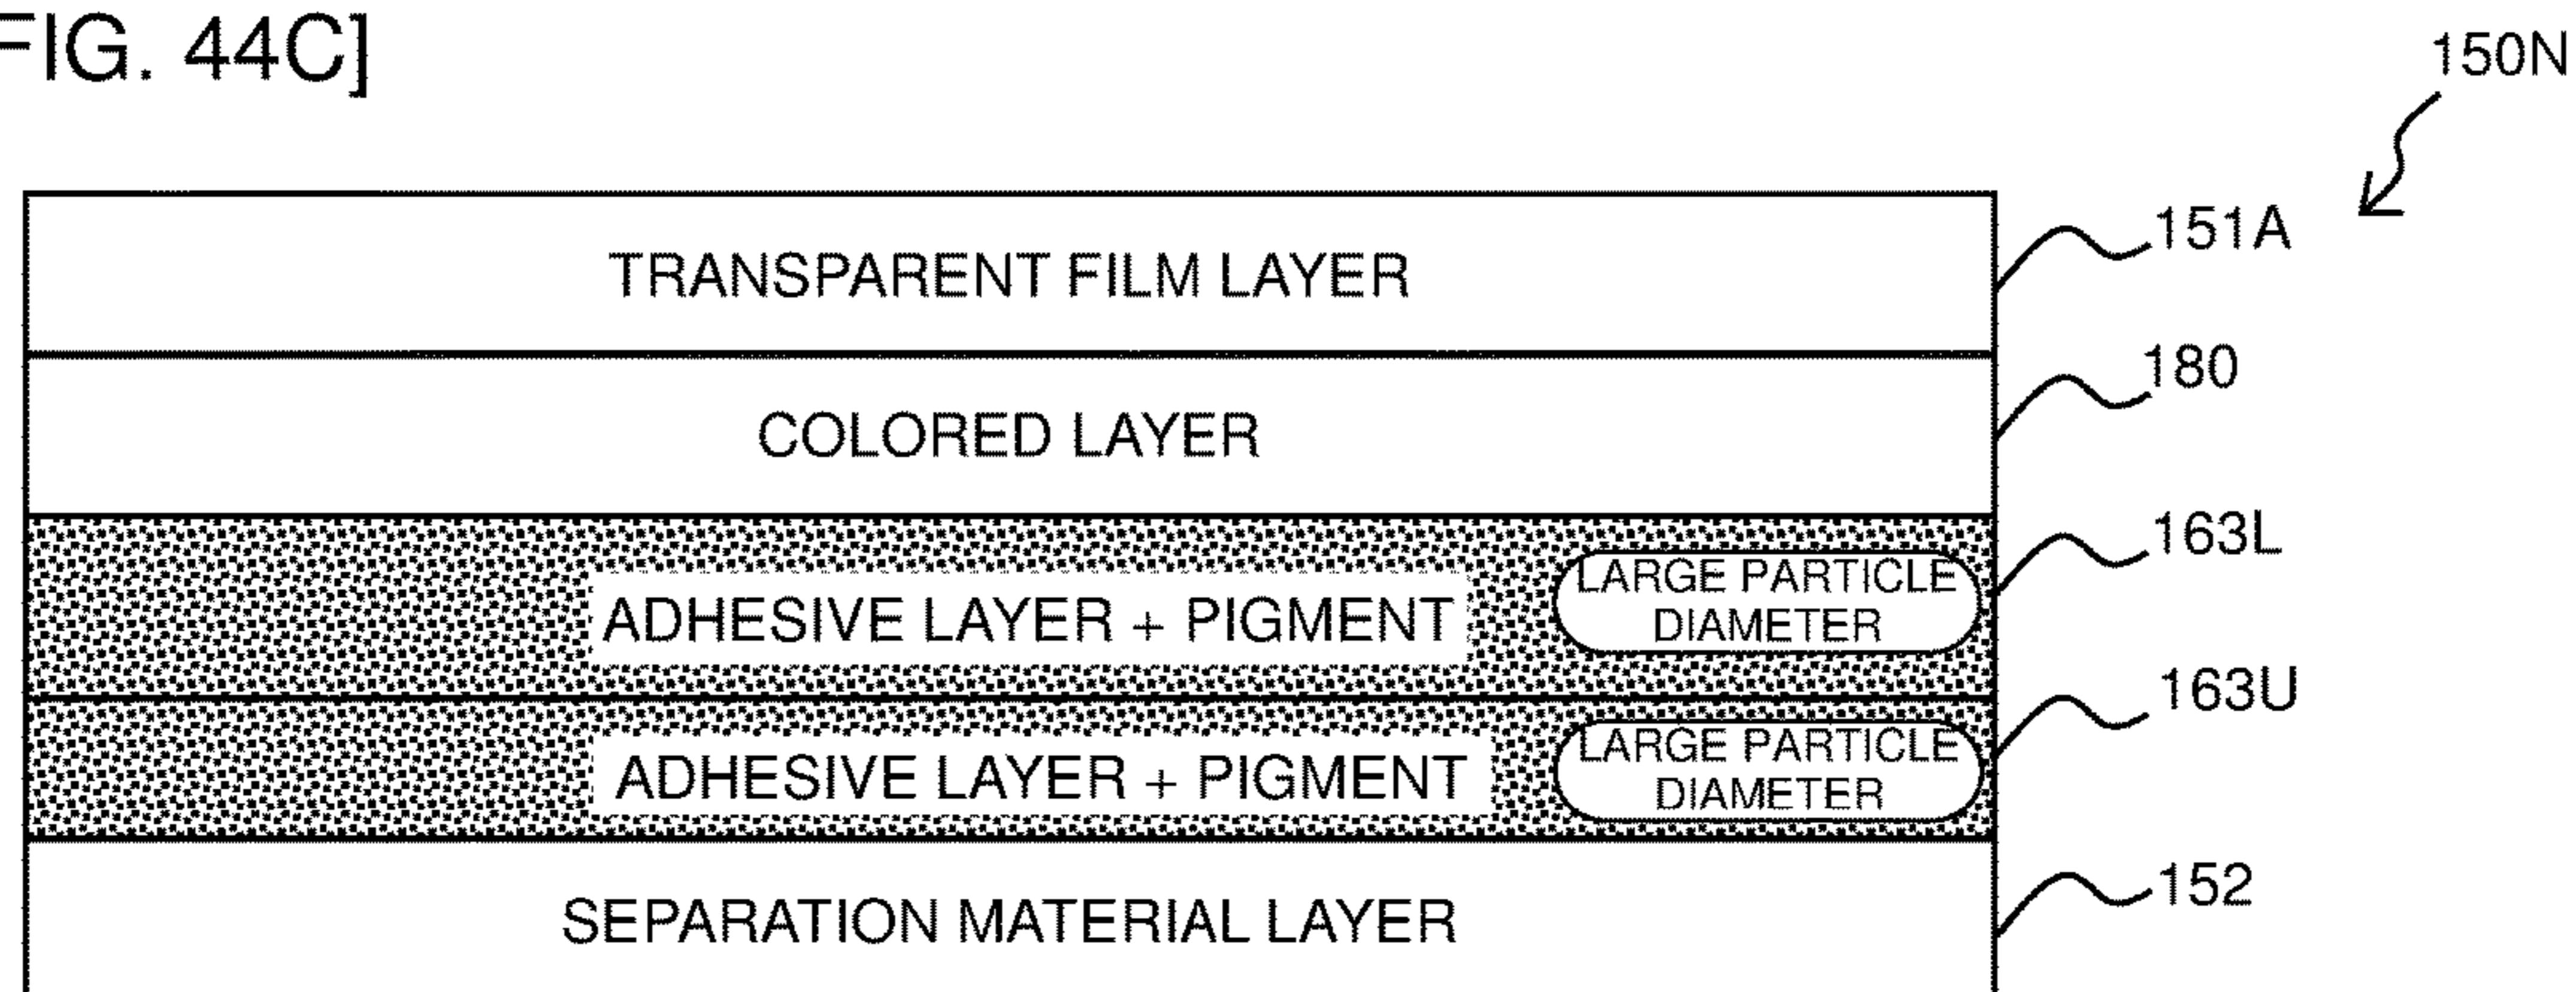 FIG. 44C]
150N
151A
TRANSPARENT FILM LAYER
180
COLORED LAYER
163L
LARGE PARTICLE
DIAMETER
ADHESIVE LAYER + PIGMENT
163U
LARGE PARTICLE
DIAMETER
ADHESIVE LAYER + PIGMENT
152
SEPARATION MATERIAL LAYER